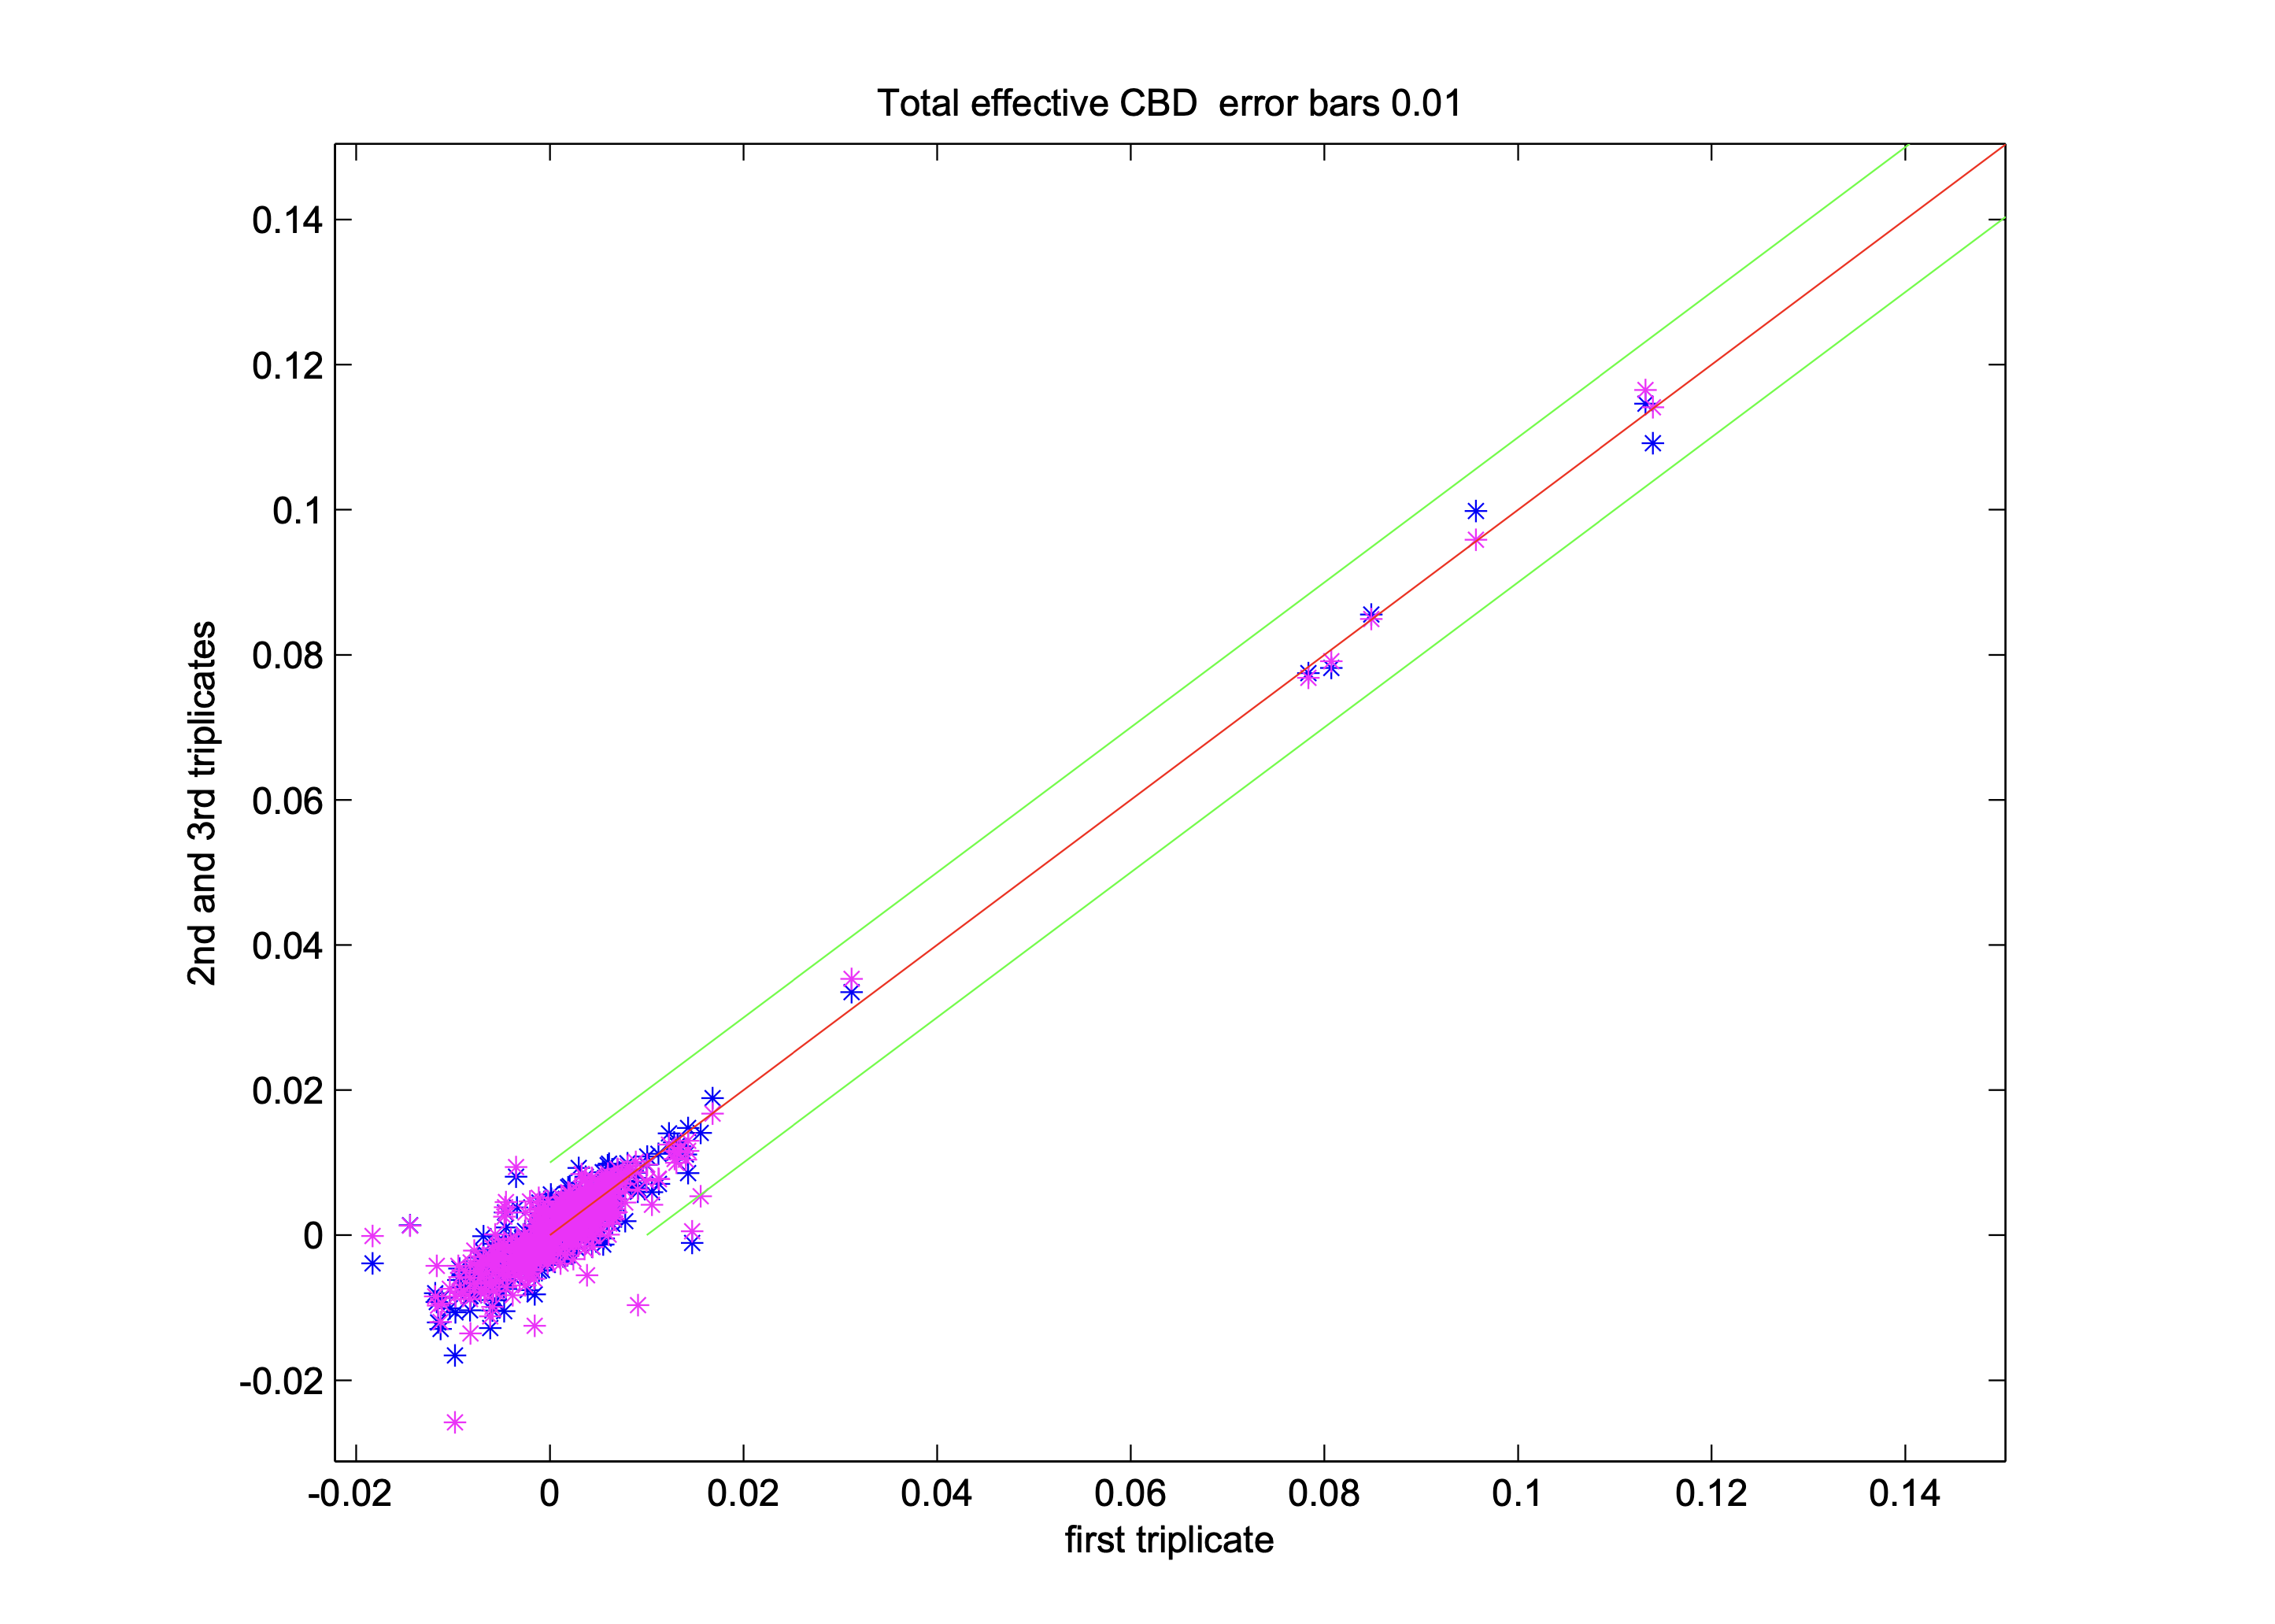 Total effective CBD  error bars 0.01
0.14
0.12
0.1
0.08
0.06
0.04
0.02
0
-0.02
2nd and 3rd triplicates
-0.02 0 0.02 0.04 0.06 0.08 0.1 0.12 0.14
first triplicate